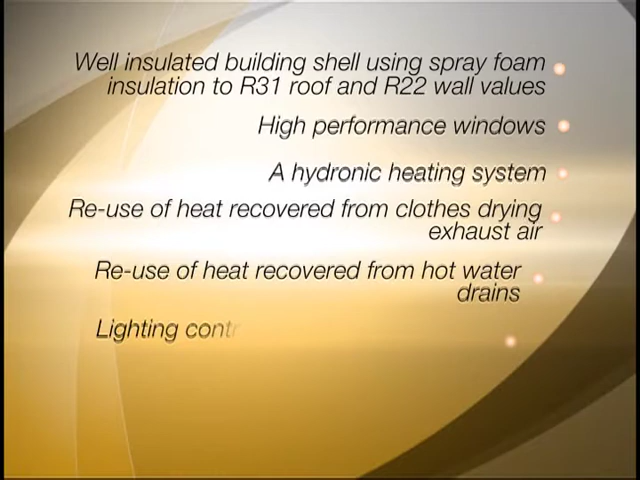 Well insulated building shell using spray foam
insulation to R31 roof and R22 wall values
High performance windows
A hydronic heating system
Re-use of heat recovered from clothes drying
exhaust air
Re-use of heat recovered from hot water
drains
Lighting contr